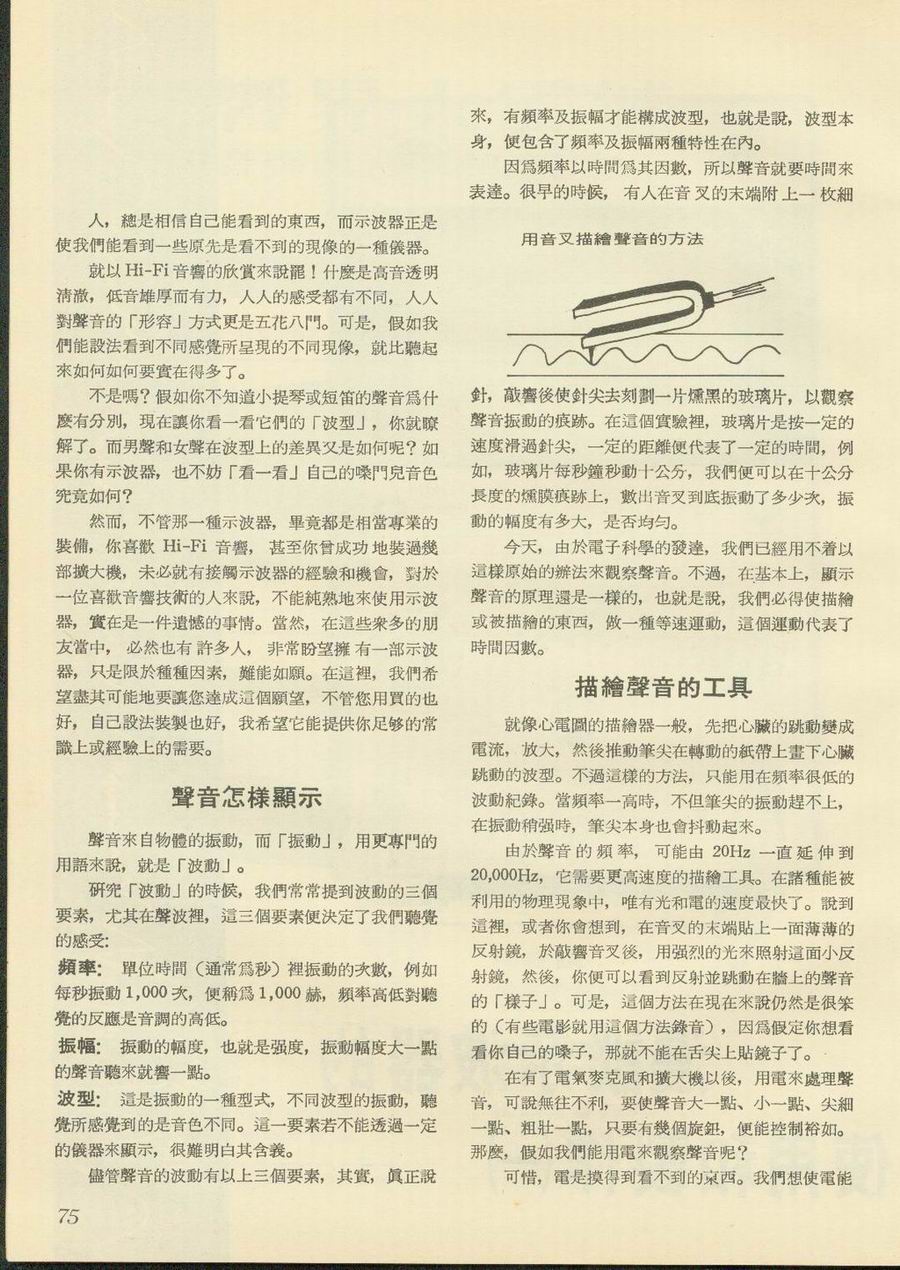 人，總是相信自己能看到的東西，而示波器正是
使我們能看到一些原先是看不到的現像的一種儀器。
就以 Hi-Fi 音響的欣賞來說罷！什麼是高音透明
清澈，低音雄厚而有力，人人的感受都有不同，人人
對聲音的「形容」方式更是五花八門。可是，假如我
們能設法看到不同感覺所呈現的不同現像，就比聽起
來如何如何要實在得多了。
不是嗎？假如你不知道小提琴或短笛的聲音爲什
麼有分別，現在讓你看一看它們的「波型」，你就瞭
解了。而男聲和女聲在波型上的差異又是如何呢？如
果你有示波器，也不妨「看一看」自己的嗓門兒音色
究竟如何？
然而，不管那一種示波器，畢竟都是相當專業的
裝備，你喜歡 Hi-Fi 音響，甚至你曾成功地裝過幾
部擴大機，未必就有接觸示波器的經驗和機會，對於
一位喜歡音響技術的人來說，不能純熟地來使用示波
器，實在是一件遺憾的事情。當然，在這些衆多的朋
友當中，必然也有許多人，非常盼望擁有一部示波
器，只是限於種種因素，難能如願。在這裡，我們希
望盡其可能地要讓您達成這個願望，不管您用買的也
好，自己設法裝製也好，我希望它能提供你足够的常
識上或經驗上的需要。
聲音怎樣顯示
聲音來自物體的振動，而「振動」，用更專門的
用語來說，就是「波動」。
研究「波動」的時候，我們常常提到波動的三個
要素，尤其在聲波裡，這三個要素便決定了我們聽覺
的感受：
頻率： 單位時間（通常爲秒）裡振動的次數，例如
每秒振動 1,000 次，便稱爲 1,000 赫，頻率高低對聽
覺的反應是音調的高低。
振幅： 振動的幅度，也就是强度，振動幅度大一點
的聲音聽來就響一點。
波型： 這是振動的一種型式，不同波型的振動，聽
覺所感覺到的是音色不同。這一要素若不能透過一定
的儀器來顯示，很難明白其含義。
儘管聲音的波動有以上三個要素，其實，眞正說
75
來，有頻率及振幅才能構成波型，也就是說，波型本
身，便包含了頻率及振幅兩種特性在內。
因爲頻率以時間爲其因數，所以聲音就要時間來
表達。很早的時候，有人在音叉的末端附上一枚細
用音叉描繪聲音的方法
針，敲響後使針尖去刻劃一片燻黑的玻璃片，以觀察
聲音振動的痕跡。在這個實驗裡，玻璃片是按一定的
速度滑過針尖，一定的距離便代表了一定的時間，例
如，玻璃片每秒鐘秒動十公分，我們便可以在十公分
長度的燻膜痕跡上，數出音叉到底振動了多少次，振
動的幅度有多大，是否均勻。
今天，由於電子科學的發達，我們已經用不着以
這樣原始的辦法來觀察聲音。不過，在基本上，顯示
聲音的原理還是一樣的，也就是說，我們必得使描繪
或被描繪的東西，做一種等速運動，這個運動代表了
時間因數。
描繪聲音的工具
就像心電圖的描繪器一般，先把心臟的跳動變成
電流，放大，然後推動筆尖在轉動的紙帶上畫下心臟
跳動的波型。不過這樣的方法，只能用在頻率很低的
波動紀錄。當頻率一高時，不但筆尖的振動趕不上，
在振動稍强時，筆尖本身也會抖動起來。
由於聲音的頻率，可能由 20Hz 一直延伸到
20,000Hz，它需要更高速度的描繪工具。在諸種能被
利用的物理現象中，唯有光和電的速度最快了。說到
這裡，或者你會想到，在音叉的末端貼上一面薄薄的
反射鏡，於敲響音叉後，用强烈的光來照射這面小反
射鏡，然後，你便可以看到反射並跳動在牆上的聲音
的「樣子」。可是，這個方法在現在來說仍然是很笨
的（有些電影就用這個方法錄音），因爲假定你想看
看你自己的嗓子，那就不能在舌尖上貼鏡子了。
在有了電氣麥克風和擴大機以後，用電來處理聲
音，可說無往不利，要使聲音大一點、小一點、尖細
一點、粗壯一點，只要有幾個旋鈕，便能控制裕如。
那麼，假如我們能用電來觀察聲音呢？
可惜，電是摸得到看不到的東西。我們想使電能